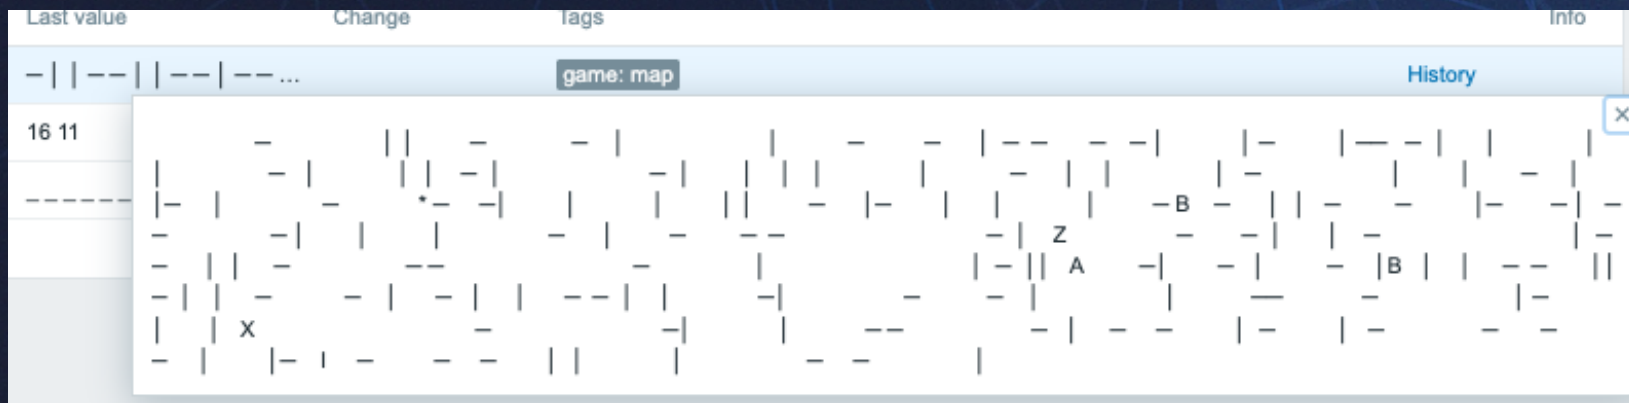 Last value Change Tags Info
—| | —— | | ——| ——... game: map History
16 11
— | | — — | | — — | — — — —| | — | —— —| | |
| — | | | —| —| | | | | — | | | — | | — |
|— | — *— —| | | | | — |— | | | —B — | | — — |— —| —
— —| | | — | — —— —| Z — —| | — | —
— | | — —— — | | —|| A —| — | — |B | | —— ||
—| | — — | — | | ——| | —| — — | | —— — | —
| | X — —| | —— — | — — | — | — — —
— | |— ı — — — | | | — — |